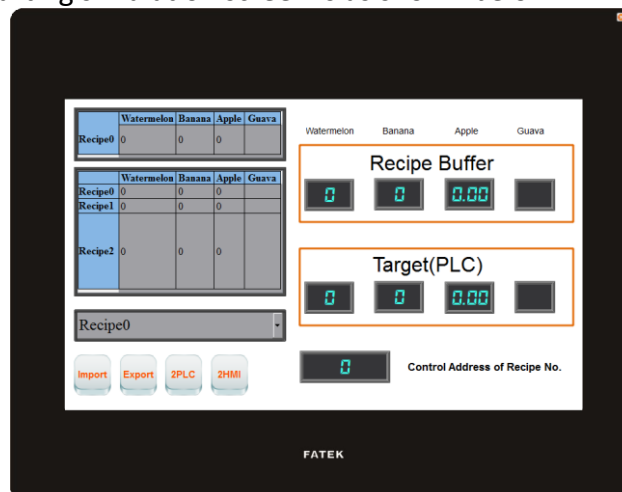 Watermelon Banana Apple Guava
Recipe0 0 0 0
Watermelon Banana Apple Guava
Recipe0 0 0 0
Recipe1 0 0 0
Recipe2 0 0 0
Recipe0
Import Export 2PLC 2HMI
Watermelon Banana Apple Guava
Recipe Buffer
0 0 0.00
Target(PLC)
0 0 0.00
0 Control Address of Recipe No.
FATEK